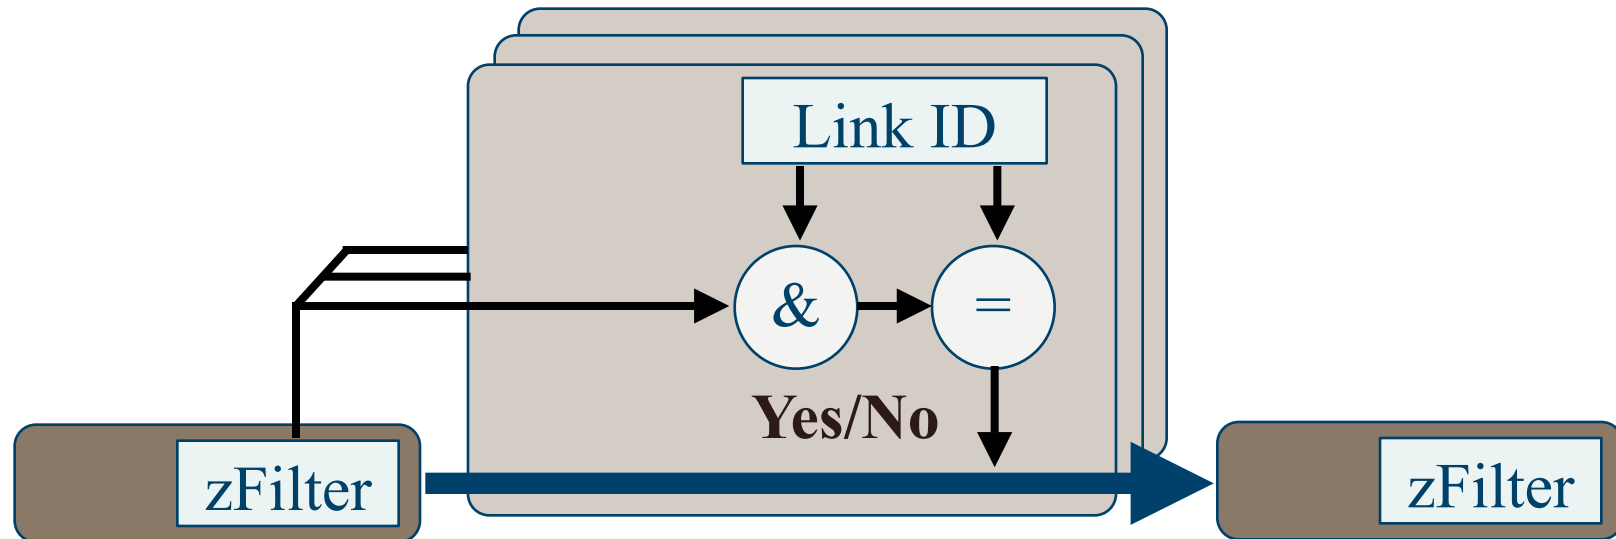 Link ID
& =
Yes/No
zFilter
zFilter